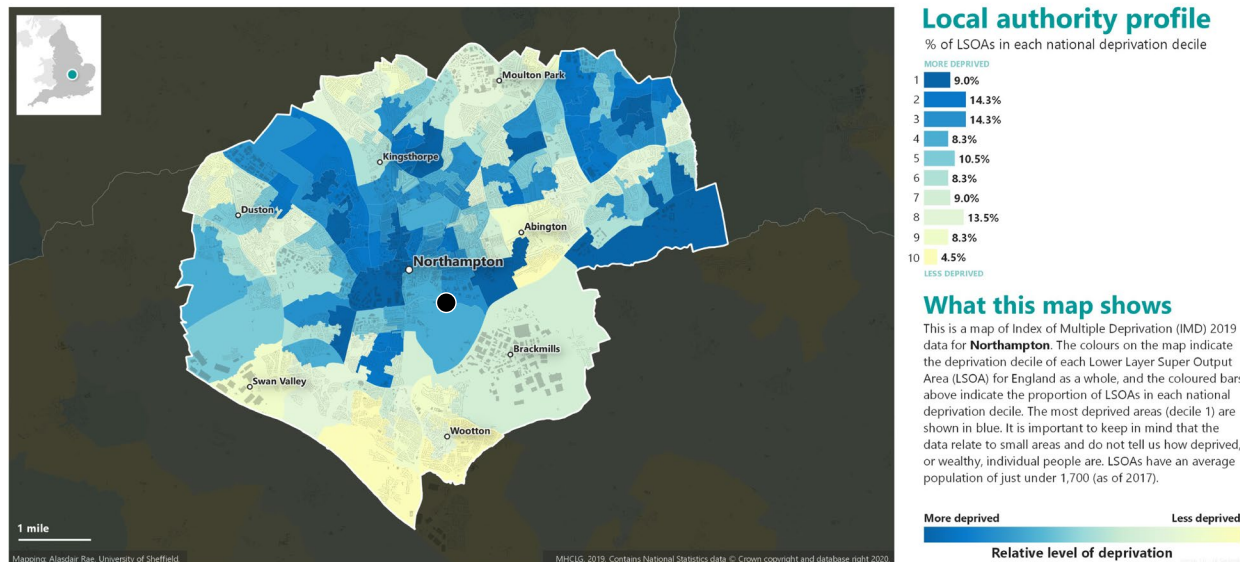 Local authority profile
% of LSOAs in each national deprivation decile
MORE DEPRIVED
1 9.0%
2 14.3%
3 14.3%
4 8.3%
5 10.5%
6 8.3%
7 9.0%
8 13.5%
9 8.3%
10 4.5%
LESS DEPRIVED
Moulton Park
Kingsthorpe
Duston
Abington
Northampton
Brackmills
Swan Valley
Wootton
1 mile
Mapping: Alasdair Rae, University of Sheffield.
MHCLG, 2019. Contains National Statistics data © Crown copyright and database right 2020.
What this map shows
This is a map of Index of Multiple Deprivation (IMD) 2019
data for Northampton. The colours on the map indicate
the deprivation decile of each Lower Layer Super Output
Area (LSOA) for England as a whole, and the coloured bars
above indicate the proportion of LSOAs in each national
deprivation decile. The most deprived areas (decile 1) are
shown in blue. It is important to keep in mind that the
data relate to small areas and do not tell us how deprived,
or wealthy, individual people are. LSOAs have an average
population of just under 1,700 (as of 2017).
More deprived Less deprived
Relative level of deprivation